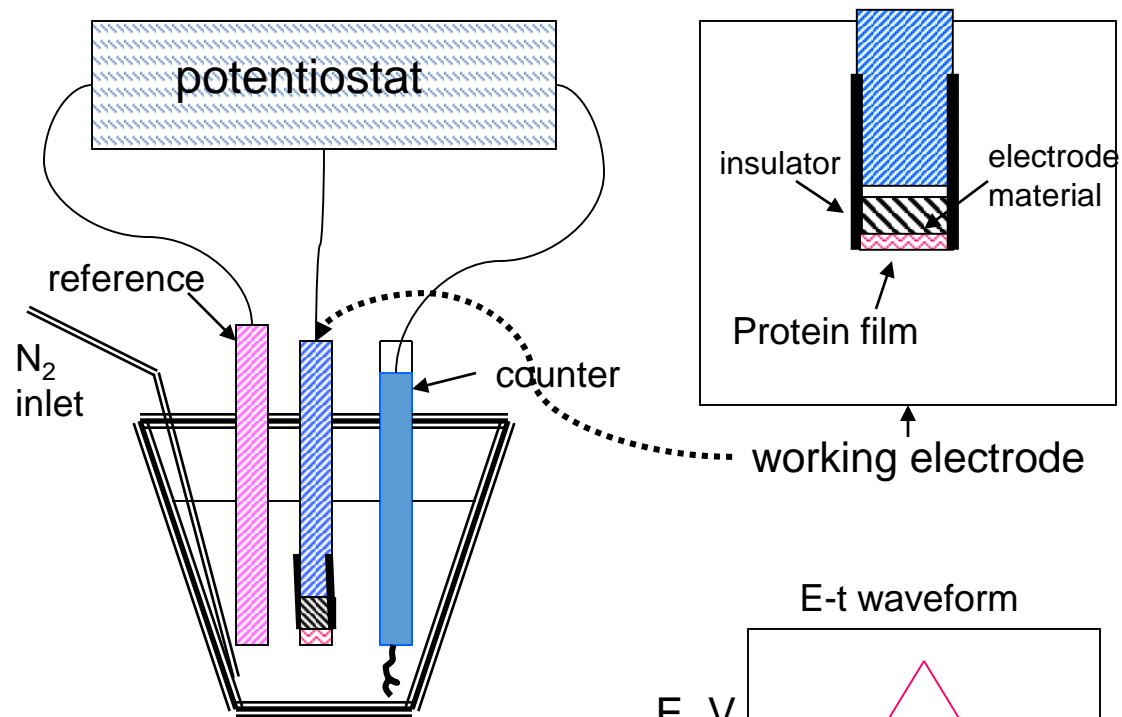 potentiostat
insulator
electrode
material
reference
Protein film
N₂
inlet
counter
working electrode
E-t waveform
E, V